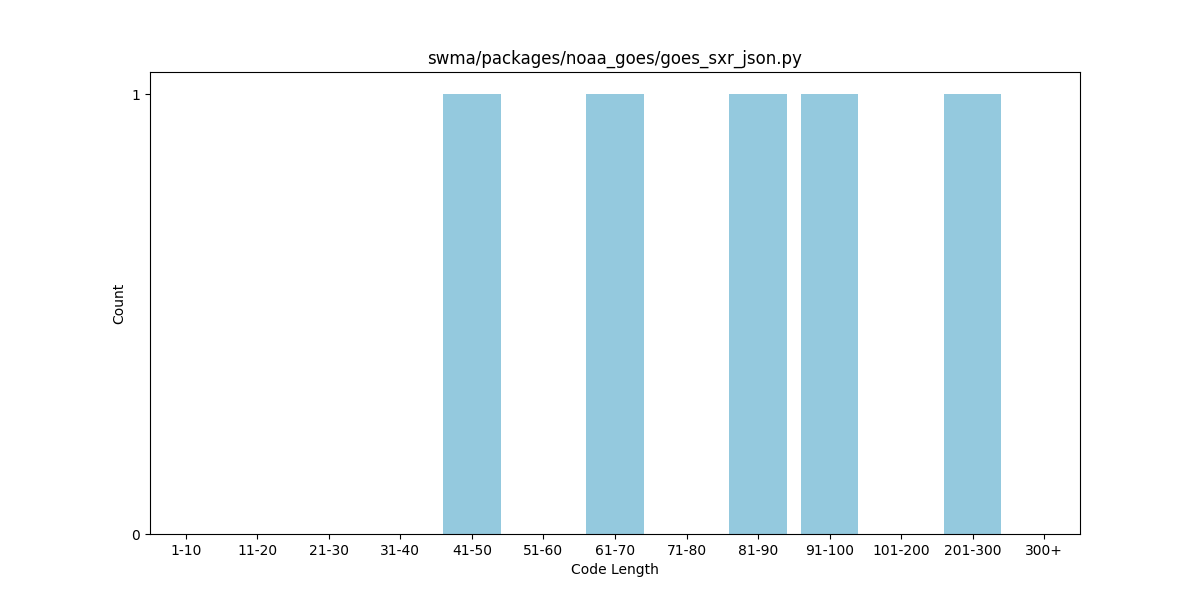 swma/packages/noaa_goes/goes_sxr_json.py
1
Count
0
1-10 11-20 21-30 31-40 41-50 51-60 61-70 71-80 81-90 91-100 101-200 201-300 300+
Code Length